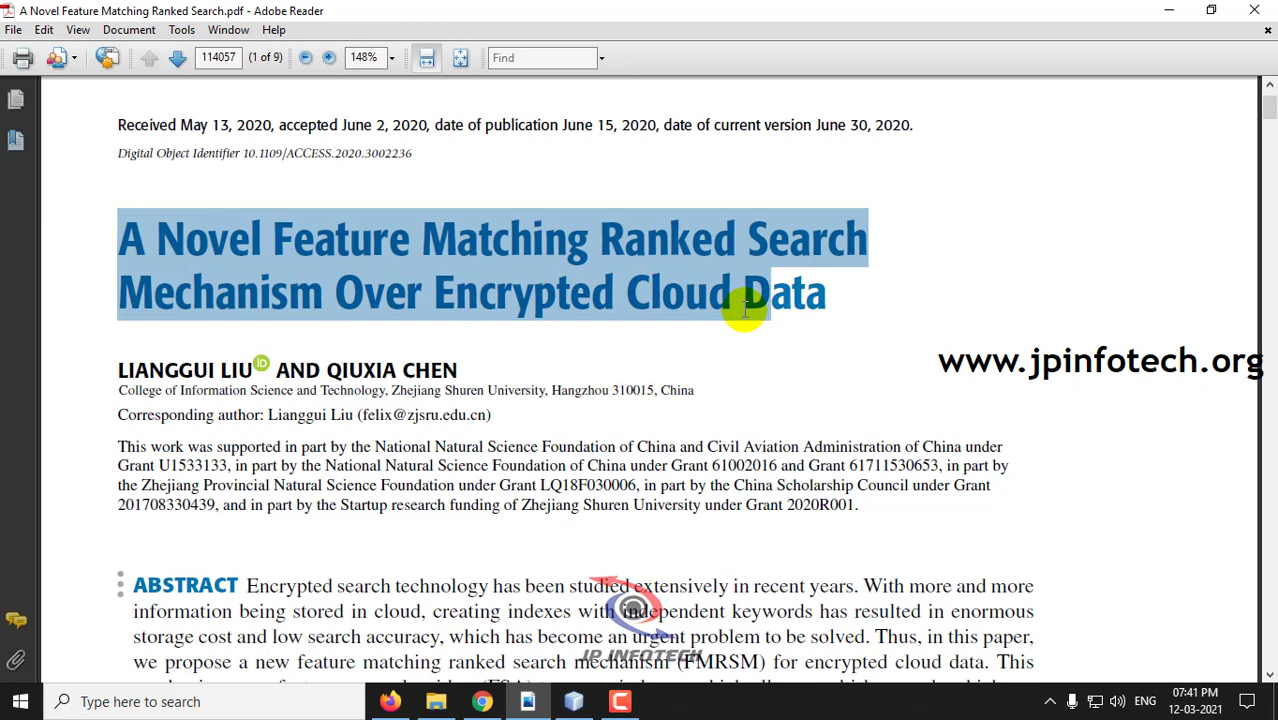 A Novel Feature Matching Ranked Search.pdf - Adobe Reader
File Edit View Document Tools Window Help
114057 (1 of 9) 148% Find
Received May 13, 2020, accepted June 2, 2020, date of publication June 15, 2020, date of current version June 30, 2020.
Digital Object Identifier 10.1109/ACCESS.2020.3002236
A Novel Feature Matching Ranked Search
Mechanism Over Encrypted Cloud Data
LIANGGUI LIU iD AND QIUXIA CHEN
www.jpinfotech.org
College of Information Science and Technology, Zhejiang Shuren University, Hangzhou 310015, China
Corresponding author: Lianggui Liu (felix@zjsru.edu.cn)
This work was supported in part by the National Natural Science Foundation of China and Civil Aviation Administration of China under
Grant U1533133, in part by the National Natural Science Foundation of China under Grant 61002016 and Grant 61711530653, in part by
the Zhejiang Provincial Natural Science Foundation under Grant LQ18F030006, in part by the China Scholarship Council under Grant
201708330439, and in part by the Startup research funding of Zhejiang Shuren University under Grant 2020R001.
ABSTRACT Encrypted search technology has been studied extensively in recent years. With more and more
information being stored in cloud, creating indexes with independent keywords has resulted in enormous
storage cost and low search accuracy, which has become an urgent problem to be solved. Thus, in this paper,
we propose a new feature matching ranked search mechanism (FMRSM) for encrypted cloud data. This
JP INFOTECH
Type here to search
ENG
07:41 PM
12-03-2021